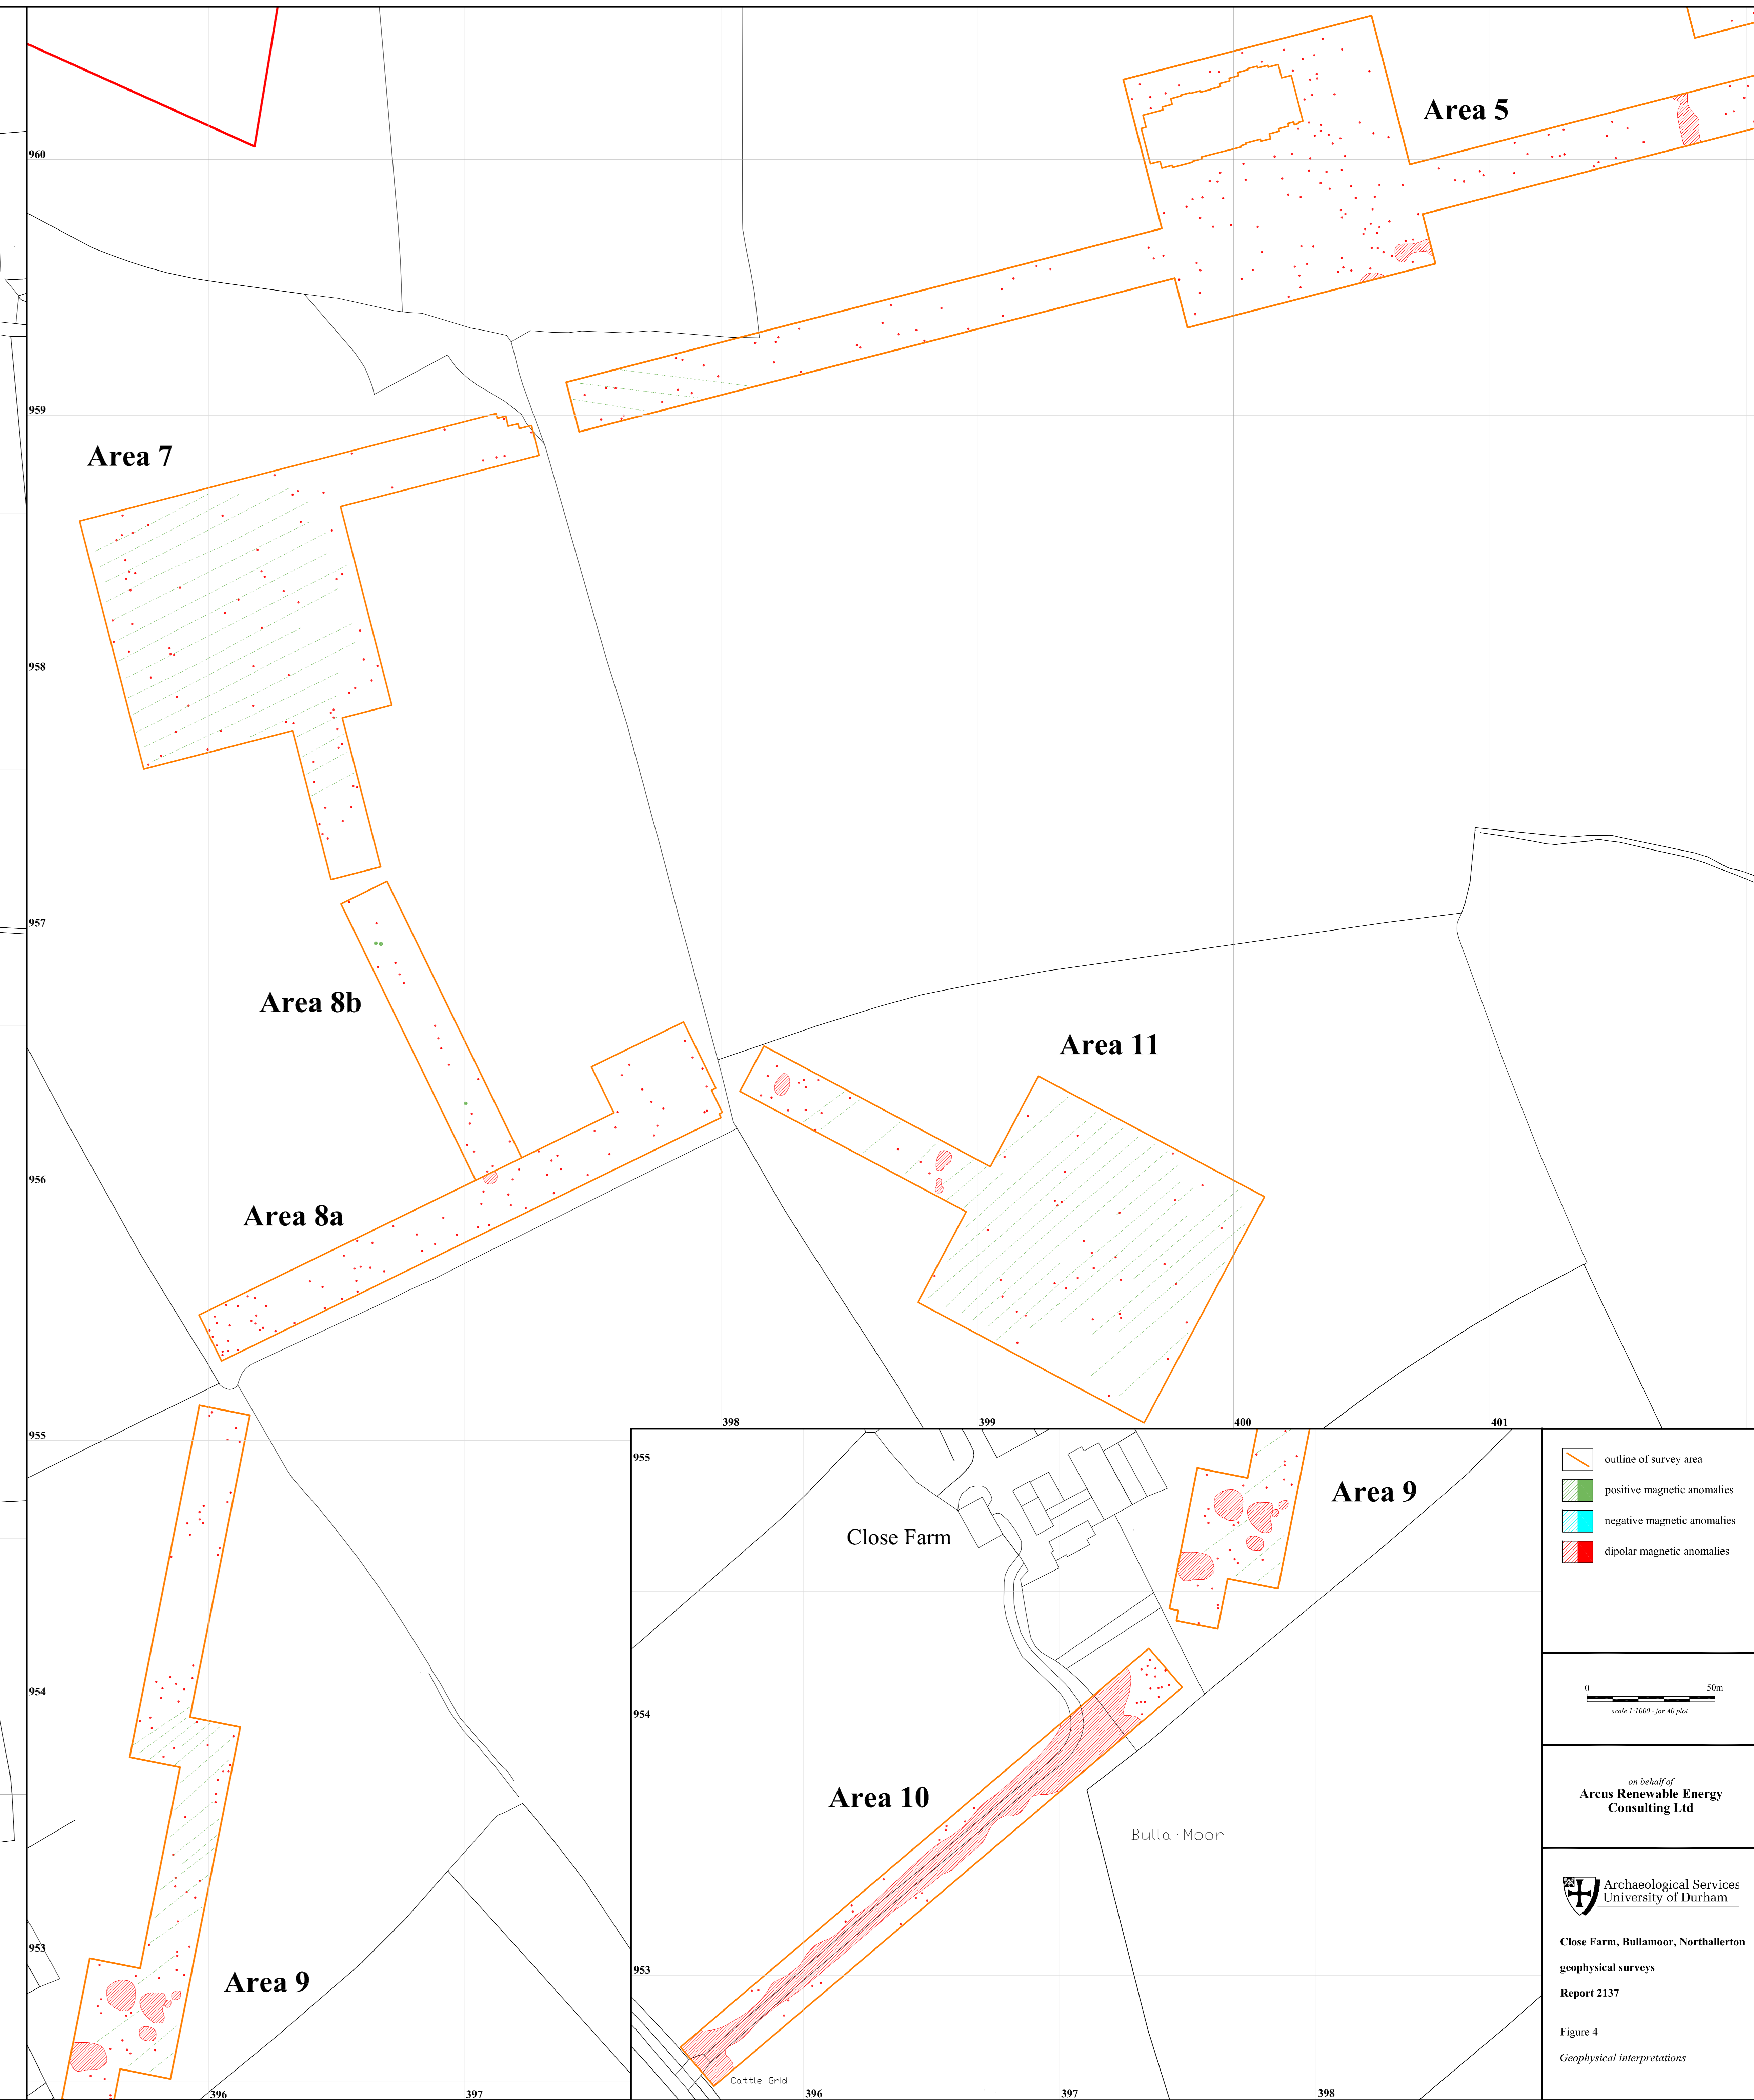 Area 5
960
959
Area 7
958
957
Area 8b
Area 11
956
Area 8a
398
399
400
401
955
955
Area 9
Close Farm
954
954
Area 10
Bulla Moor
953
953
Area 9
Cattle Grid
396
397
396
397
398
outline of survey area
positive magnetic anomalies
negative magnetic anomalies
dipolar magnetic anomalies
0 50m
scale 1:1000 - for A0 plot
on behalf of
Arcus Renewable Energy
Consulting Ltd
Archaeological Services
University of Durham
Close Farm, Bullamoor, Northallerton
geophysical surveys
Report 2137
Figure 4
Geophysical interpretations